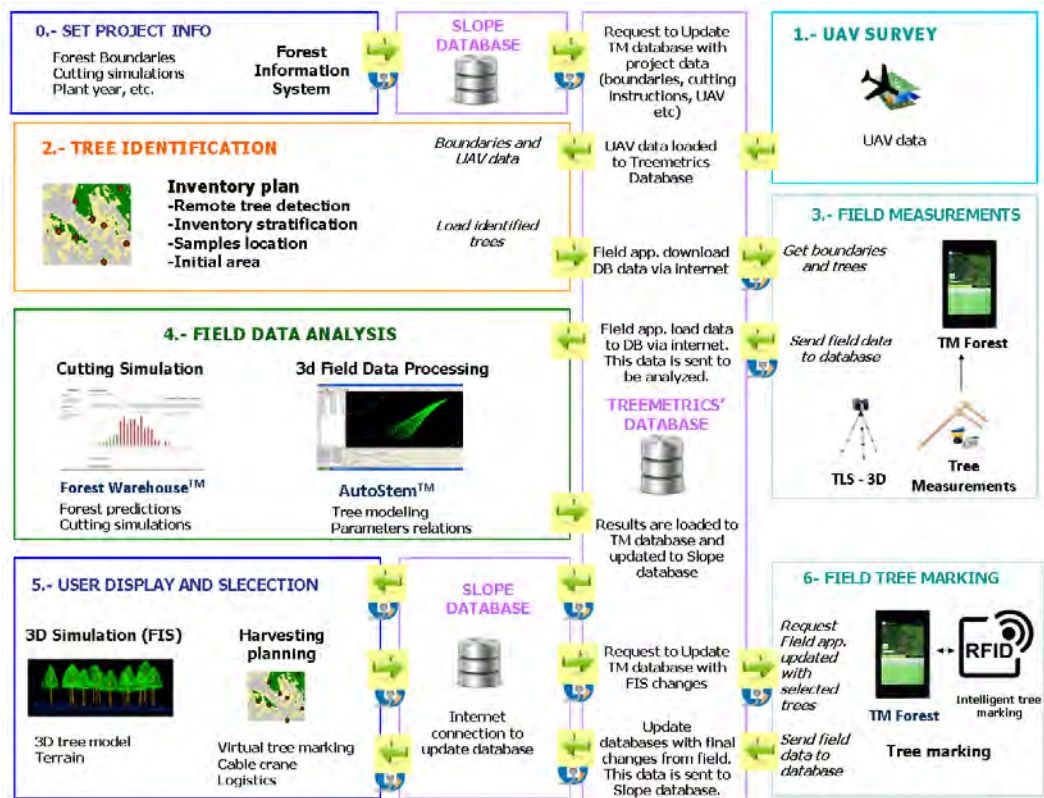 0.- SET PROJECT INFO
Forest Boundaries
Cutting simulations
Plant year, etc.
Forest
Information
System
SLOPE
DATABASE
Request to Update
TM database with
project data
(boundaries, cutting
instructions, UAV
etc)
1.- UAV SURVEY
UAV data
2.- TREE IDENTIFICATION
Inventory plan
-Remote tree detection
-Inventory stratification
-Samples location
-Initial area
Boundaries and
UAV data
Load identified
trees
UAV data loaded
to Treemetrics
Database
Field app. download
DB data via internet
3.- FIELD MEASUREMENTS
Get boundaries
and trees
TM Forest
Send field data
to database
TLS - 3D
Tree
Measurements
4.- FIELD DATA ANALYSIS
Cutting Simulation
Forest Warehouse™
Forest predictions
Cutting simulations
3d Field Data Processing
AutoStem™
Tree modeling
Parameters relations
Field app. load data
to DB via internet.
This data is sent to
be analyzed.
TREEMETRICS'
DATABASE
Results are loaded to
TM database and
updated to Slope
database
5.- USER DISPLAY AND SLECECTION
3D Simulation (FIS)
3D tree model
Terrain
Harvesting
planning
Virtual tree marking
Cable crane
Logistics
SLOPE
DATABASE
Internet
connection to
update database
Request to Update
TM database with
FIS changes
Update
databases with final
changes from field.
This data is sent to
Slope database.
6- FIELD TREE MARKING
Request
Field app.
updated
with
selected
trees
Send field
data to
database
TM Forest
RFID
Intelligent tree
marking
Tree marking